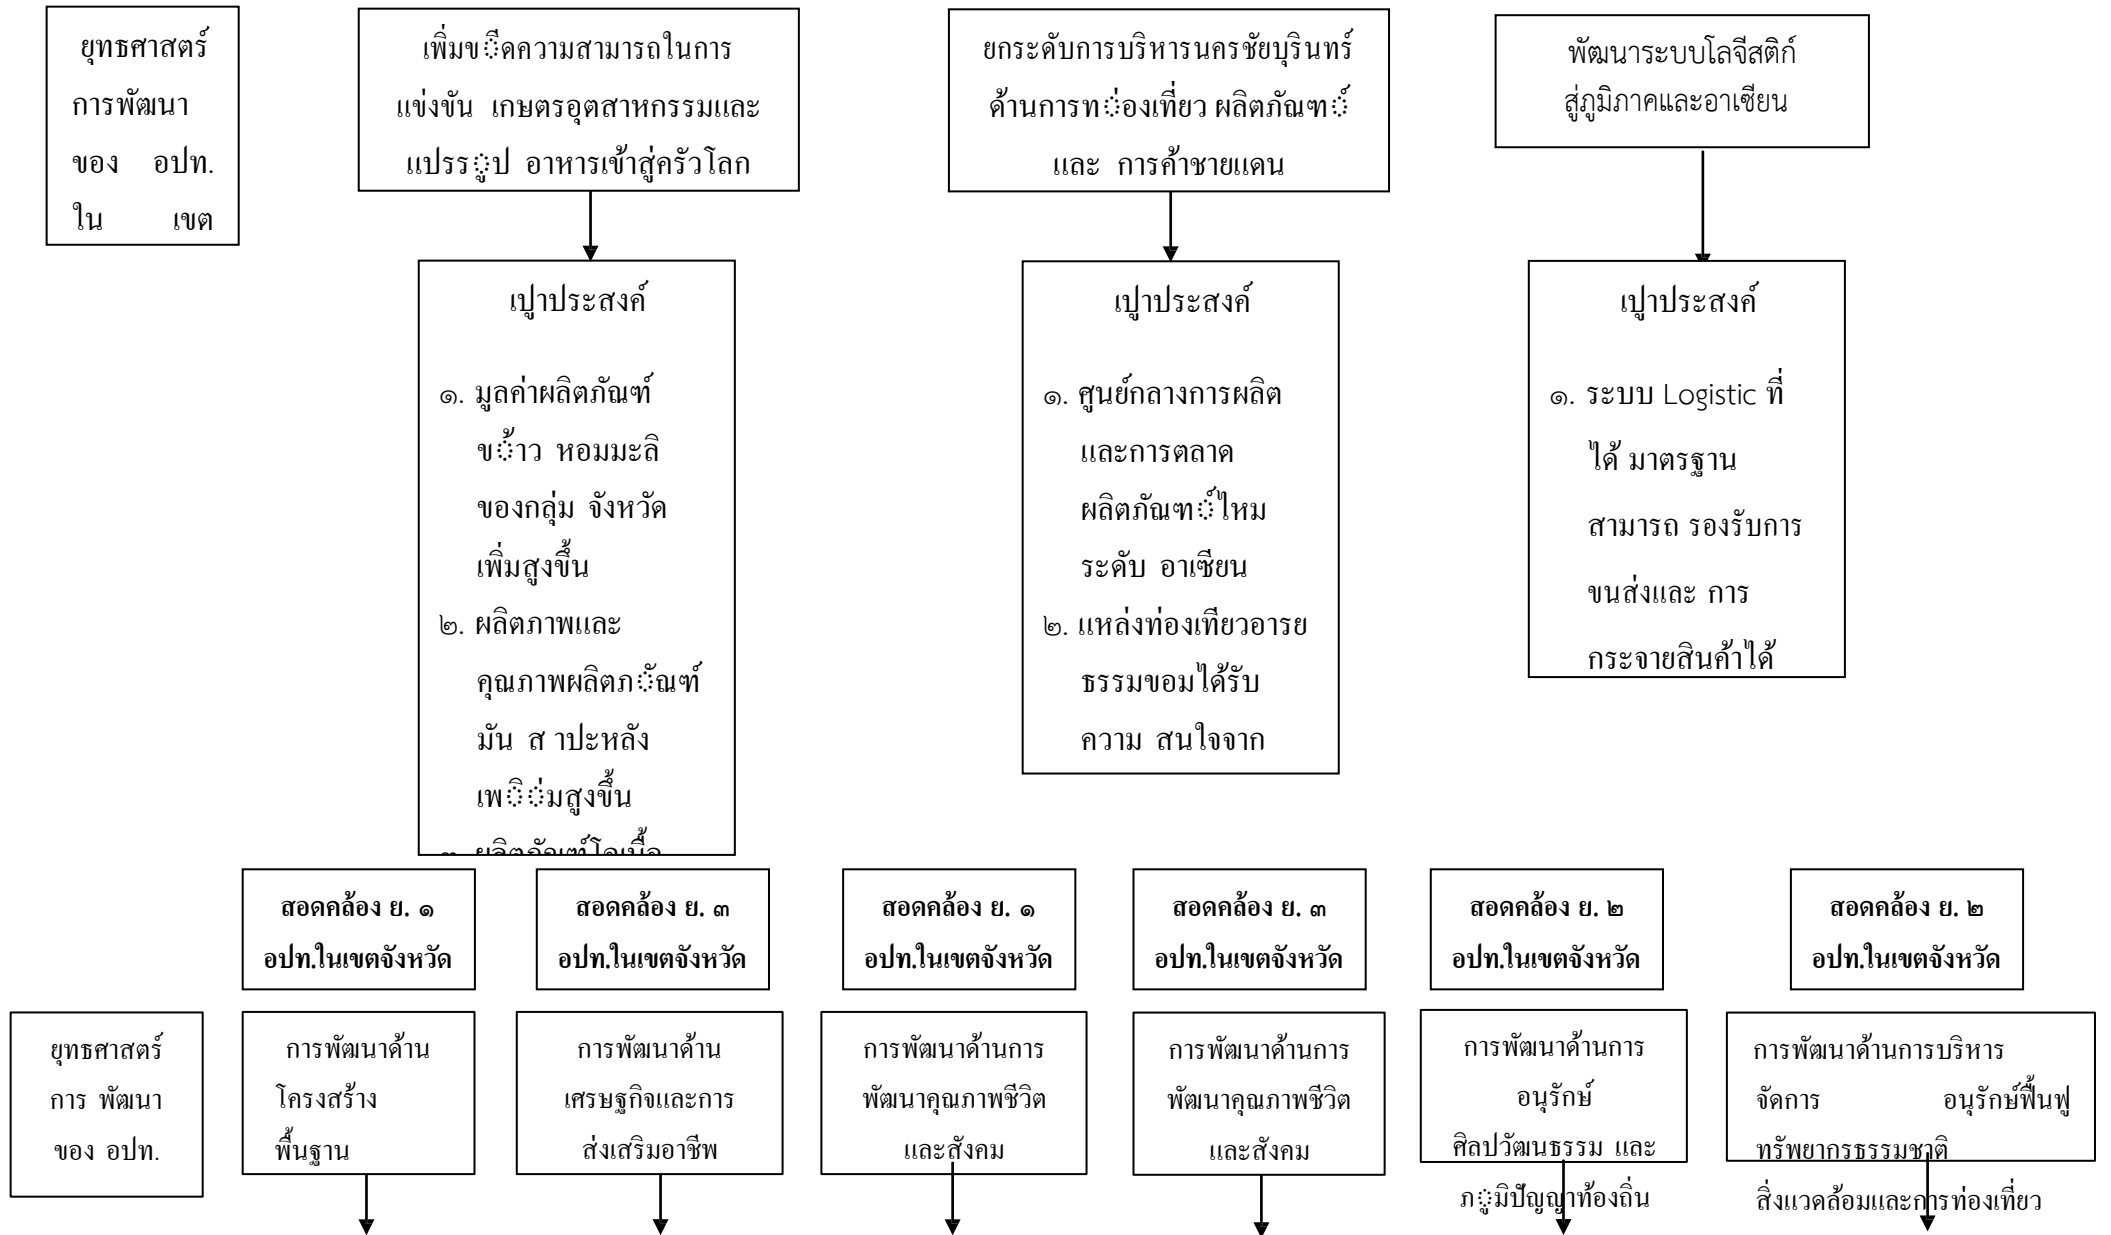 ยุทธศาสตร์
การพัฒนา
ของ อปท.
ใน เขต
เพิ่มขีดความสามารถในการ
แข่งขัน เกษตรอุตสาหกรรมและ
แปรรูป อาหารเข้าสู่ครัวโลก
ยกระดับการบริหารนครชัยบุรินทร์
ด้านการท่องเที่ยว ผลิตภัณฑ์
และ การค้าชายแดน
พัฒนาระบบโลจีสติก์
สู่ภูมิภาคและอาเซียน
เปูาประสงค์
๑. มูลค่าผลิตภัณฑ์
ข้าว หอมมะลิ
ของกลุ่ม จังหวัด
เพิ่มสูงขึ้น
๒. ผลิตภาพและ
คุณภาพผลิตภัณฑ์
มัน ส าปะหลัง
เพิ่มสูงขึ้น
๓. ผลิตภัณฑ์โคเนื้อ
เปูาประสงค์
๑. ศูนย์กลางการผลิต
และการตลาด
ผลิตภัณฑ์ไหม
ระดับ อาเซียน
๒. แหล่งท่องเทียวอารย
ธรรมขอมได้รับ
ความ สนใจจาก
เปูาประสงค์
๑. ระบบ Logistic ที่
ได้ มาตรฐาน
สามารถ รองรับการ
ขนส่งและ การ
กระจายสินค้าได้
สอดคล้อง ย. ๑
อปท.ในเขตจังหวัด
สอดคล้อง ย. ๓
อปท.ในเขตจังหวัด
สอดคล้อง ย. ๑
อปท.ในเขตจังหวัด
สอดคล้อง ย. ๓
อปท.ในเขตจังหวัด
สอดคล้อง ย. ๒
อปท.ในเขตจังหวัด
สอดคล้อง ย. ๒
อปท.ในเขตจังหวัด
ยุทธศาสตร์
การ พัฒนา
ของ อปท.
การพัฒนาด้าน
โครงสร้าง
พื้นฐาน
การพัฒนาด้าน
เศรษฐกิจและการ
ส่งเสริมอาชีพ
การพัฒนาด้านการ
พัฒนาคุณภาพชีวิต
และสังคม
การพัฒนาด้านการ
พัฒนาคุณภาพชีวิต
และสังคม
การพัฒนาด้านการ
อนุรักษ์
ศิลปวัฒนธรรม และ
ภูมิปัญญาท้องถิ่น
การพัฒนาด้านการบริหาร
จัดการ อนุรักษ์ฟื้นฟู
ทรัพยากรธรรมชาติ
สิ่งแวดล้อมและการท่องเที่ยว